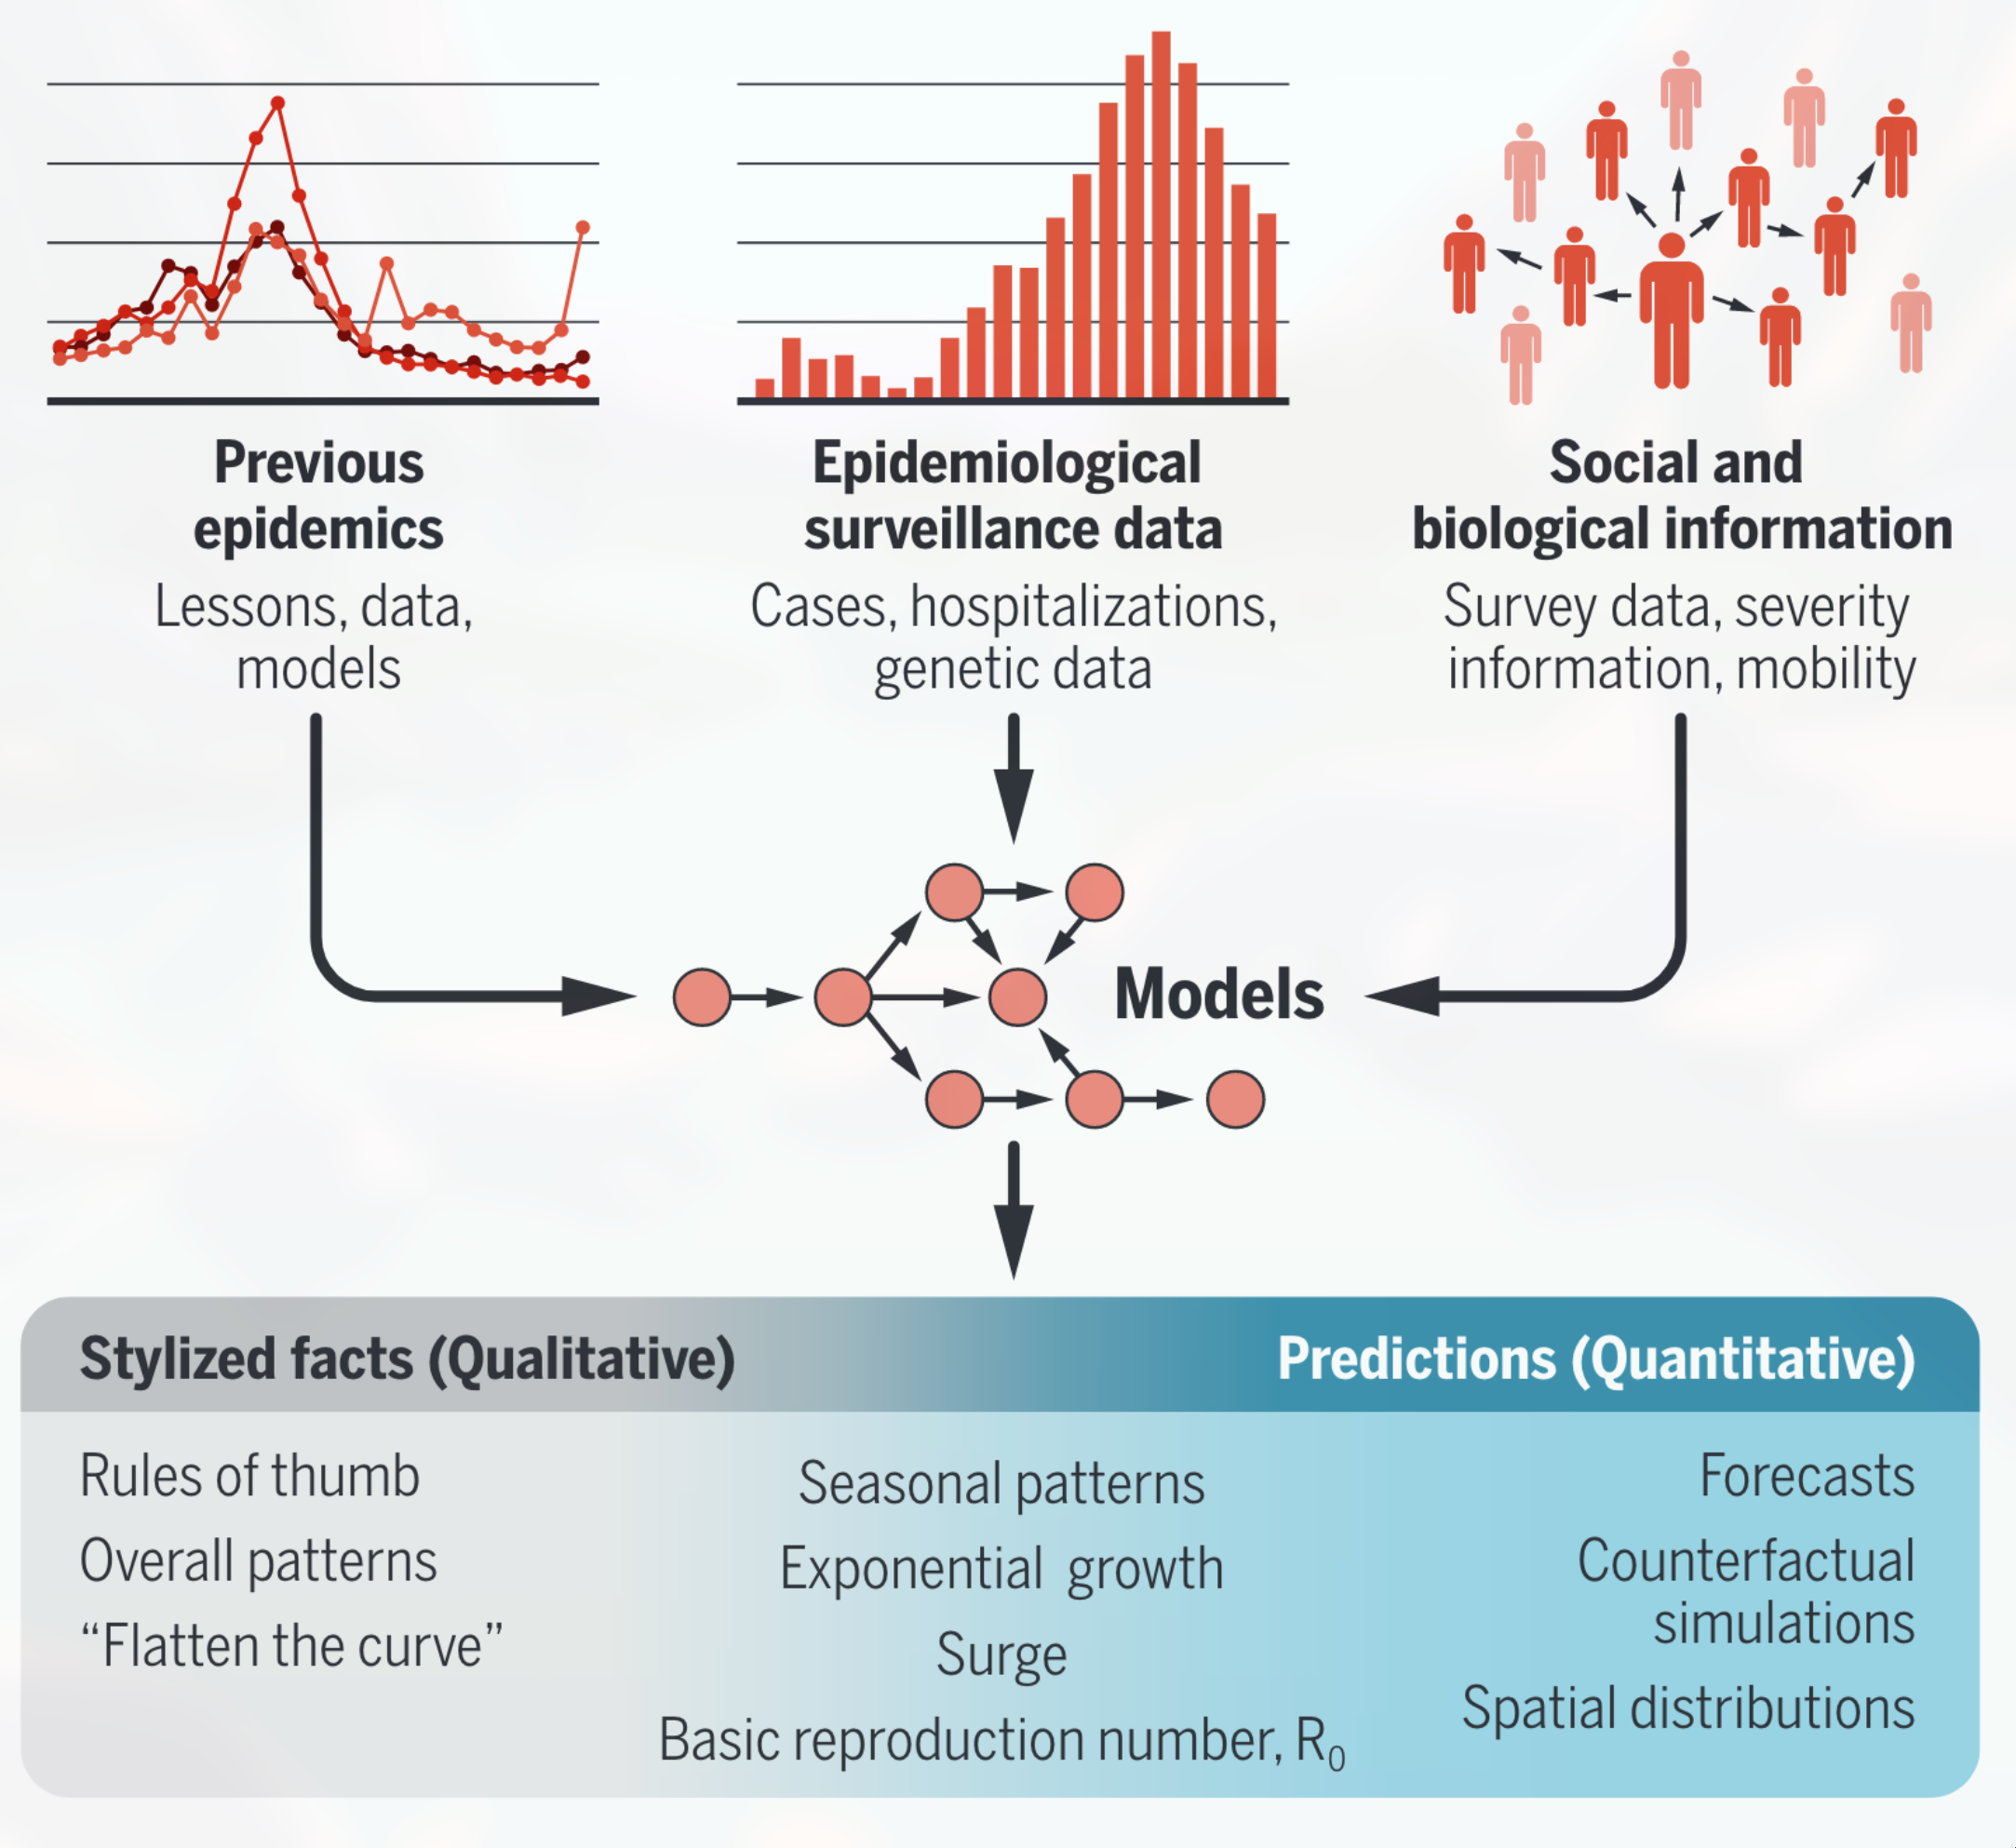 Previous
epidemics
Lessons, data,
models
Epidemiological
surveillance data
Cases, hospitalizations,
genetic data
Social and
biological information
Survey data, severity
information, mobility
Models
Stylized facts (Qualitative)
Predictions (Quantitative)
Rules of thumb
Overall patterns
“Flatten the curve”
Seasonal patterns
Exponential growth
Surge
Basic reproduction number, R₀
Forecasts
Counterfactual
simulations
Spatial distributions